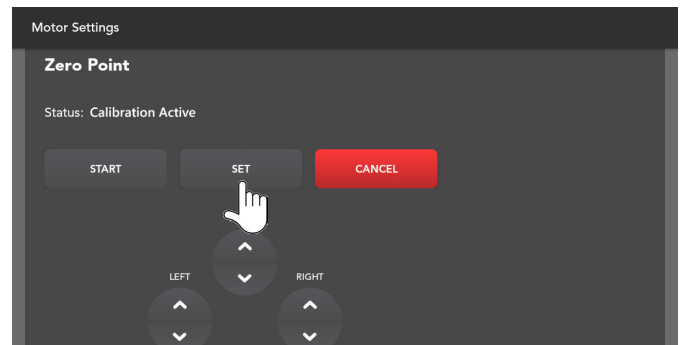 Motor Settings
Zero Point
Status: Calibration Active
START SET CANCEL
LEFT RIGHT